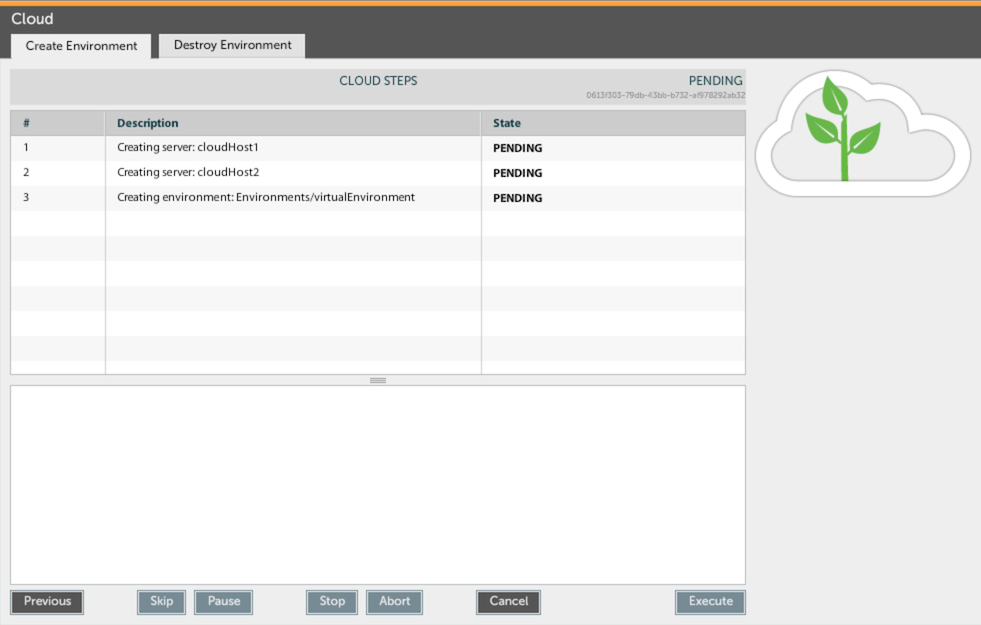 Cloud
Create Environment Destroy Environment
CLOUD STEPS PENDING
0613f303-79db-43bb-b732-af978292ab32
# Description State
1 Creating server: cloudHost1 PENDING
2 Creating server: cloudHost2 PENDING
3 Creating environment: Environments/virtualEnvironment PENDING
Previous Skip Pause Stop Abort Cancel Execute